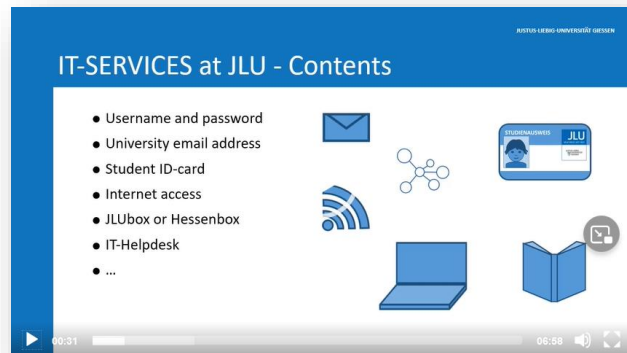 JUSTUS-LIEBIG-UNIVERSITÄT GIESSEN
IT-SERVICES at JLU - Contents
● Username and password
● University email address
● Student ID-card
● Internet access
● JLUbox or Hessenbox
● IT-Helpdesk
● ...
STUDIENAUSWEIS
JLU
00:31
06:58